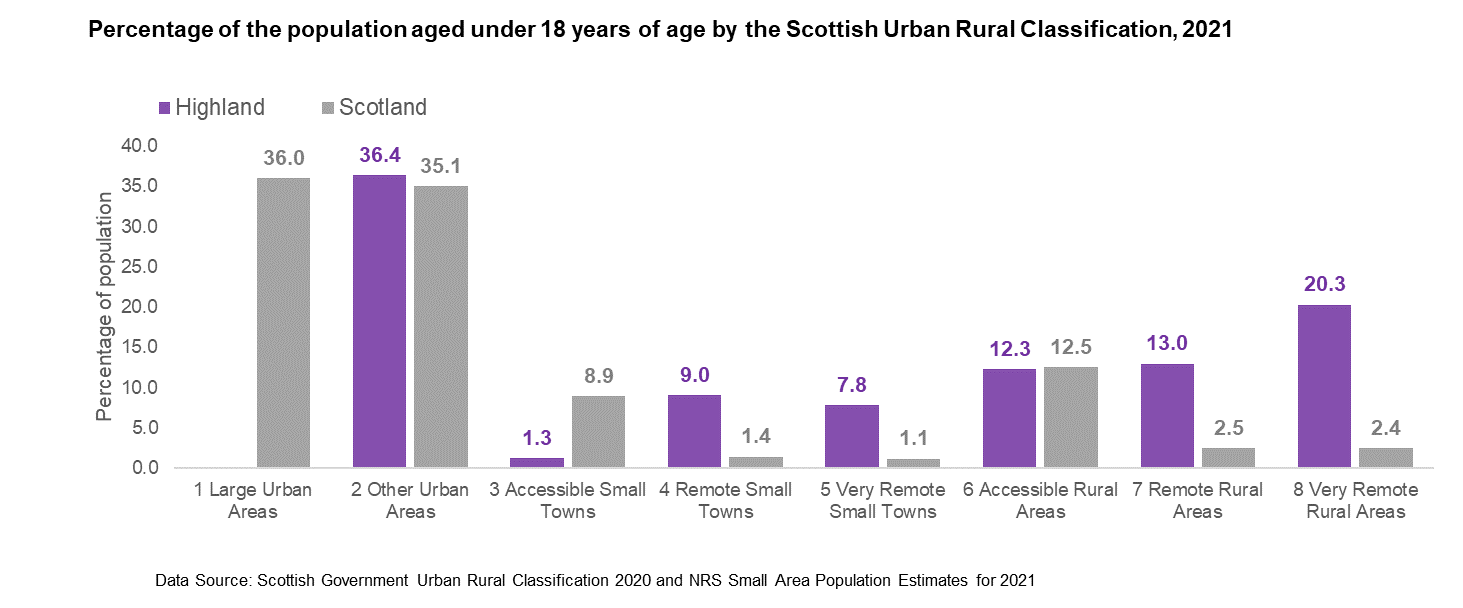 Percentage of the population aged under 18 years of age by the Scottish Urban Rural Classification, 2021
Highland
Scotland
Percentage of population
40.0
35.0
30.0
25.0
20.0
15.0
10.0
5.0
0.0
36.0
36.4
35.1
1.3
8.9
9.0
1.4
7.8
1.1
12.3
12.5
13.0
2.5
20.3
2.4
1 Large Urban
Areas
2 Other Urban
Areas
3 Accessible Small
Towns
4 Remote Small
Towns
5 Very Remote
Small Towns
6 Accessible Rural
Areas
7 Remote Rural
Areas
8 Very Remote
Rural Areas
Data Source: Scottish Government Urban Rural Classification 2020 and NRS Small Area Population Estimates for 2021